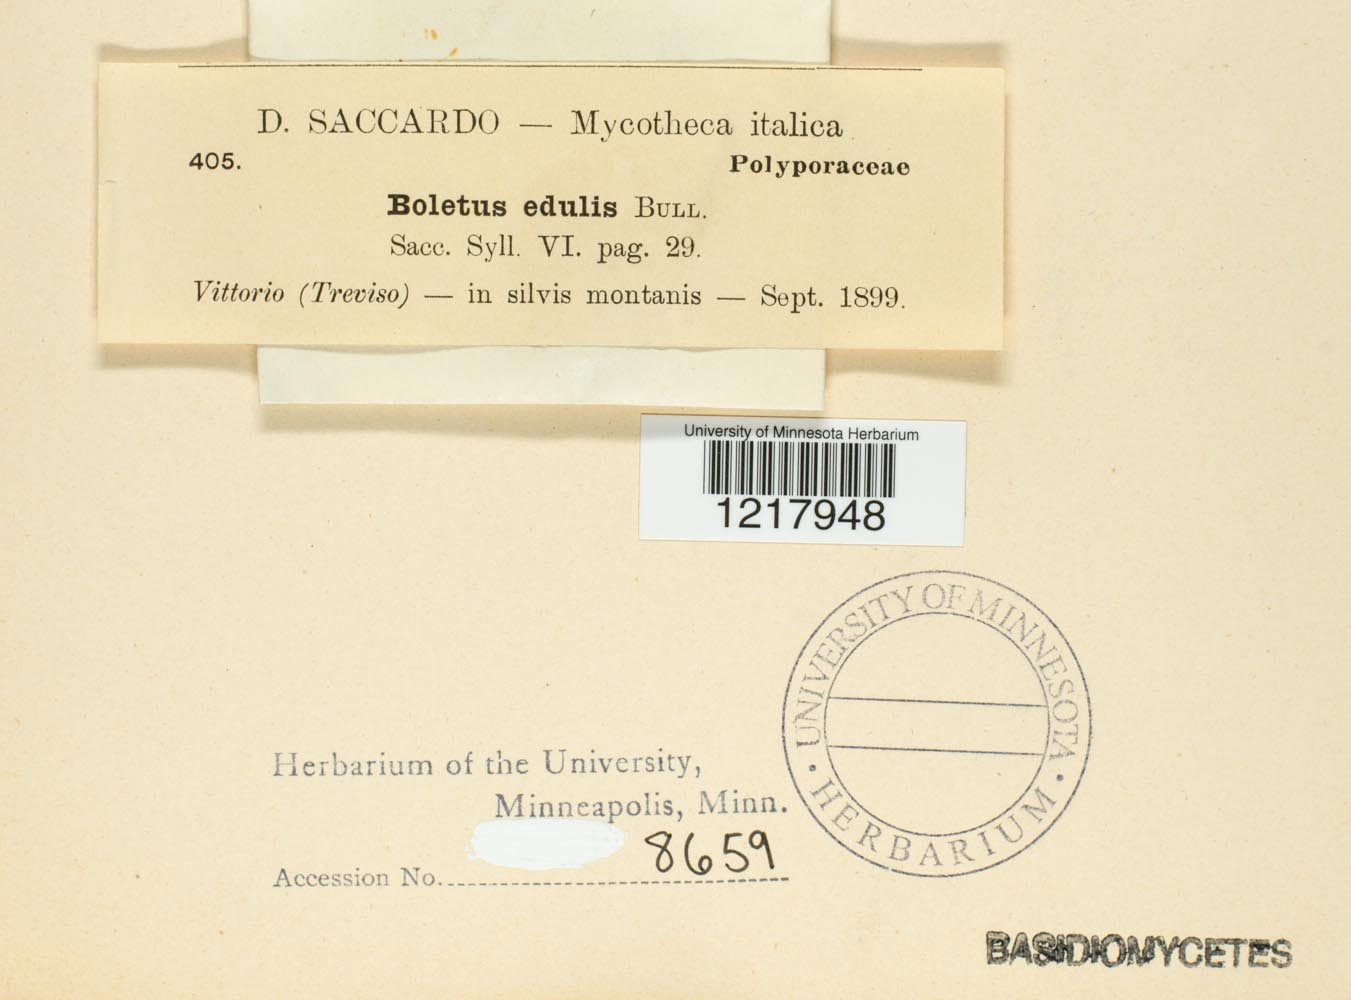 D. SACCARDO — Mycotheca italica
405. Polyporaceae
Boletus edulis BULL.
Sacc. Syll. VI. pag. 29.
Vittorio (Treviso) — in silvis montanis — Sept. 1899.
University of Minnesota Herbarium
1217948
UNIVERSITY OF MINNESOTA
• HERBARIUM •
Herbarium of the University,
Minneapolis, Minn.
Accession No. 8659
BASIDIOMYCETES